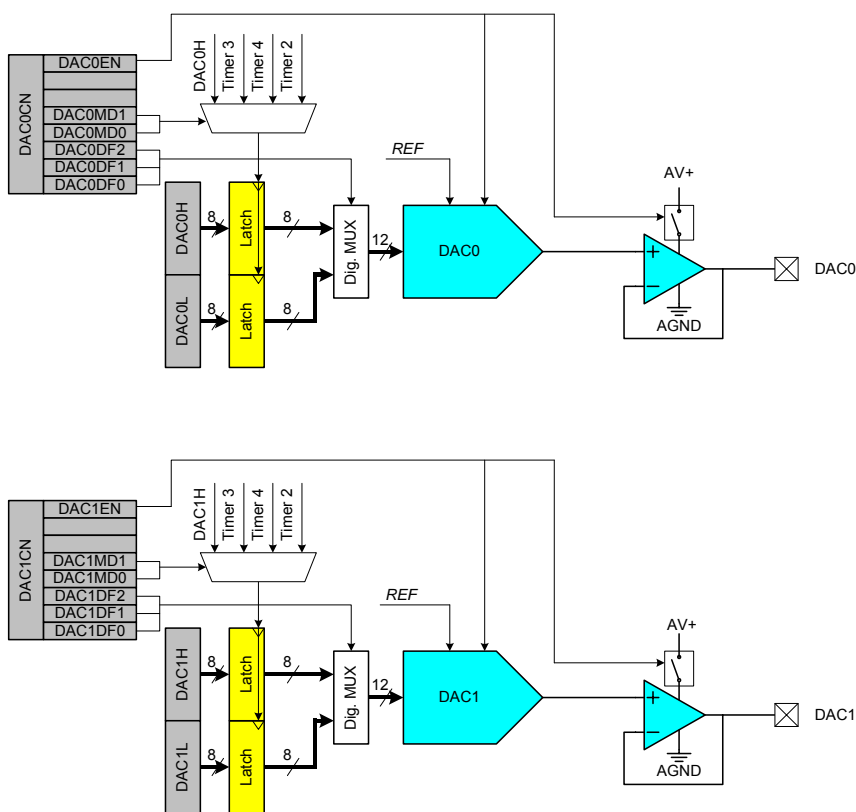 DAC0CN
DAC0EN
DAC0MD1
DAC0MD0
DAC0DF2
DAC0DF1
DAC0DF0
DAC0H
Timer 3
Timer 4
Timer 2
REF
AV+
DAC0H
8
Latch
8
Dig. MUX
12
DAC0
+
−
DAC0
DAC0L
8
Latch
8
AGND
DAC1CN
DAC1EN
DAC1MD1
DAC1MD0
DAC1DF2
DAC1DF1
DAC1DF0
DAC1H
Timer 3
Timer 4
Timer 2
REF
AV+
DAC1H
8
Latch
8
Dig. MUX
12
DAC1
+
−
DAC1
DAC1L
8
Latch
8
AGND